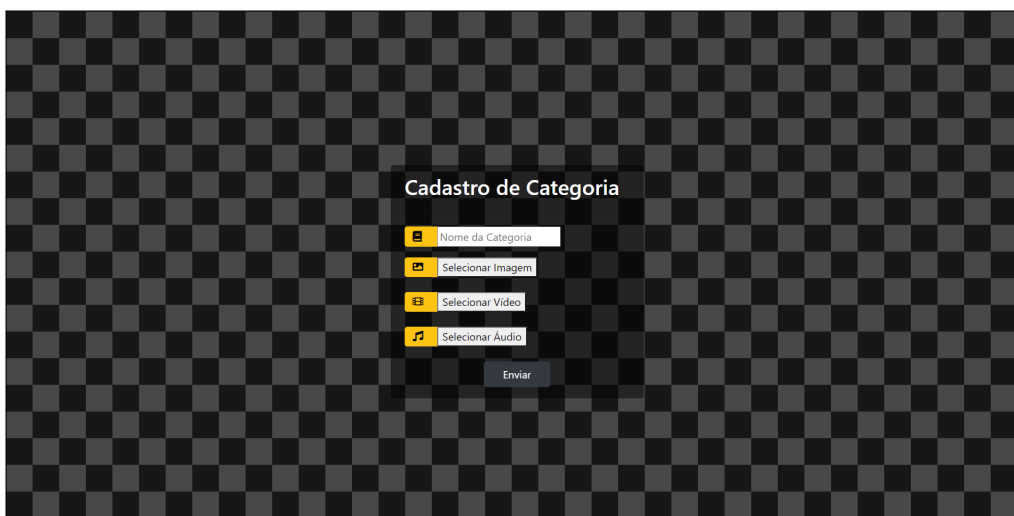 Cadastro de Categoria
Nome da Categoria
Selecionar Imagem
Selecionar Vídeo
Selecionar Áudio
Enviar